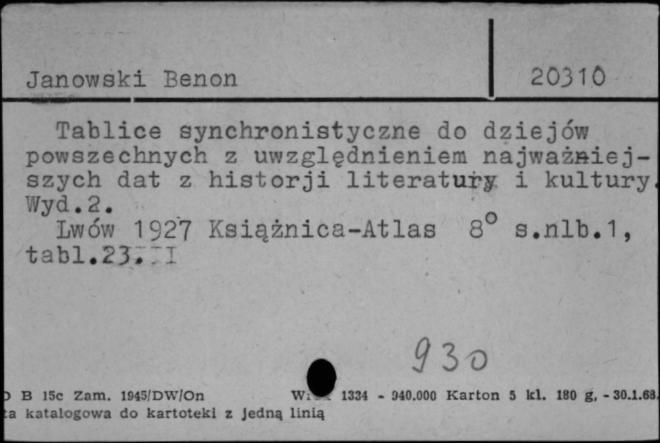 Janowski Benon 20310
Tablice synchronistyczne do dziejów
powszechnych z uwzględnieniem najważniej-
szych dat z historji literatury i kultury.
Wyd.2.
Lwów 1927 Książnica-Atlas 8° s.nlb.1,
tabl.23.
930
B 15c Zam. 1945/DW/On 1334 - 940.000 Karton 5 kl. 180 g, - 30.1.68.
katalogowa do kartoteki z jedną linią